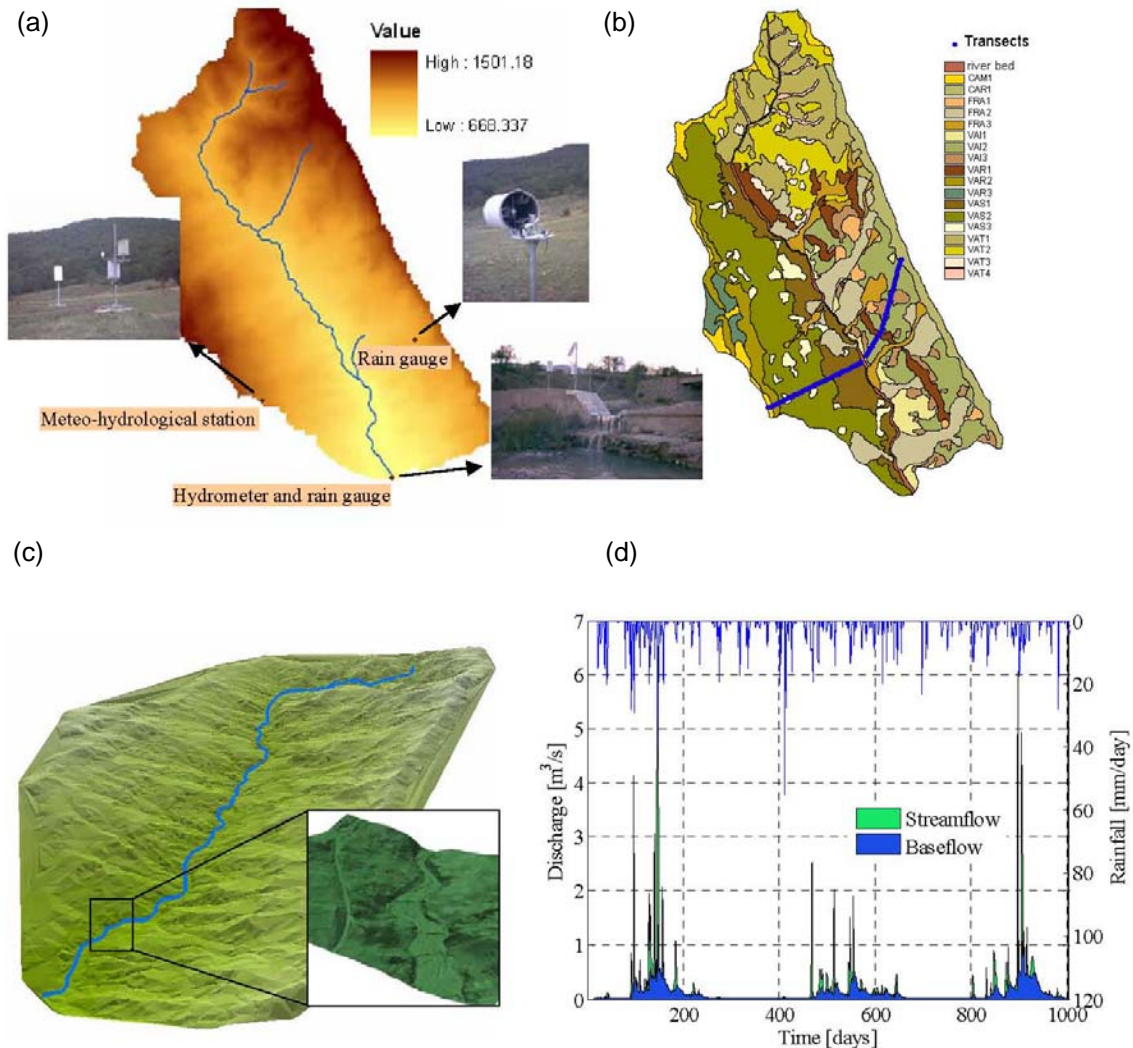 (a)
Value
High : 1501.18
Low : 668.337
Rain gauge
Meteo-hydrological station
Hydrometer and rain gauge
(b)
Transects
river bed
CAM1
CAR1
FRA1
FRA2
FRA3
VAI1
VAI2
VAI3
VAR1
VAR2
VAR3
VAS1
VAS2
VAS3
VAT1
VAT2
VAT3
VAT4
(c)
(d)
7
6
5
4
3
2
1
0
Discharge [m³/s]
0
20
40
60
80
100
120
Rainfall [mm/day]
Streamflow
Baseflow
200
400
600
800
1000
Time [days]